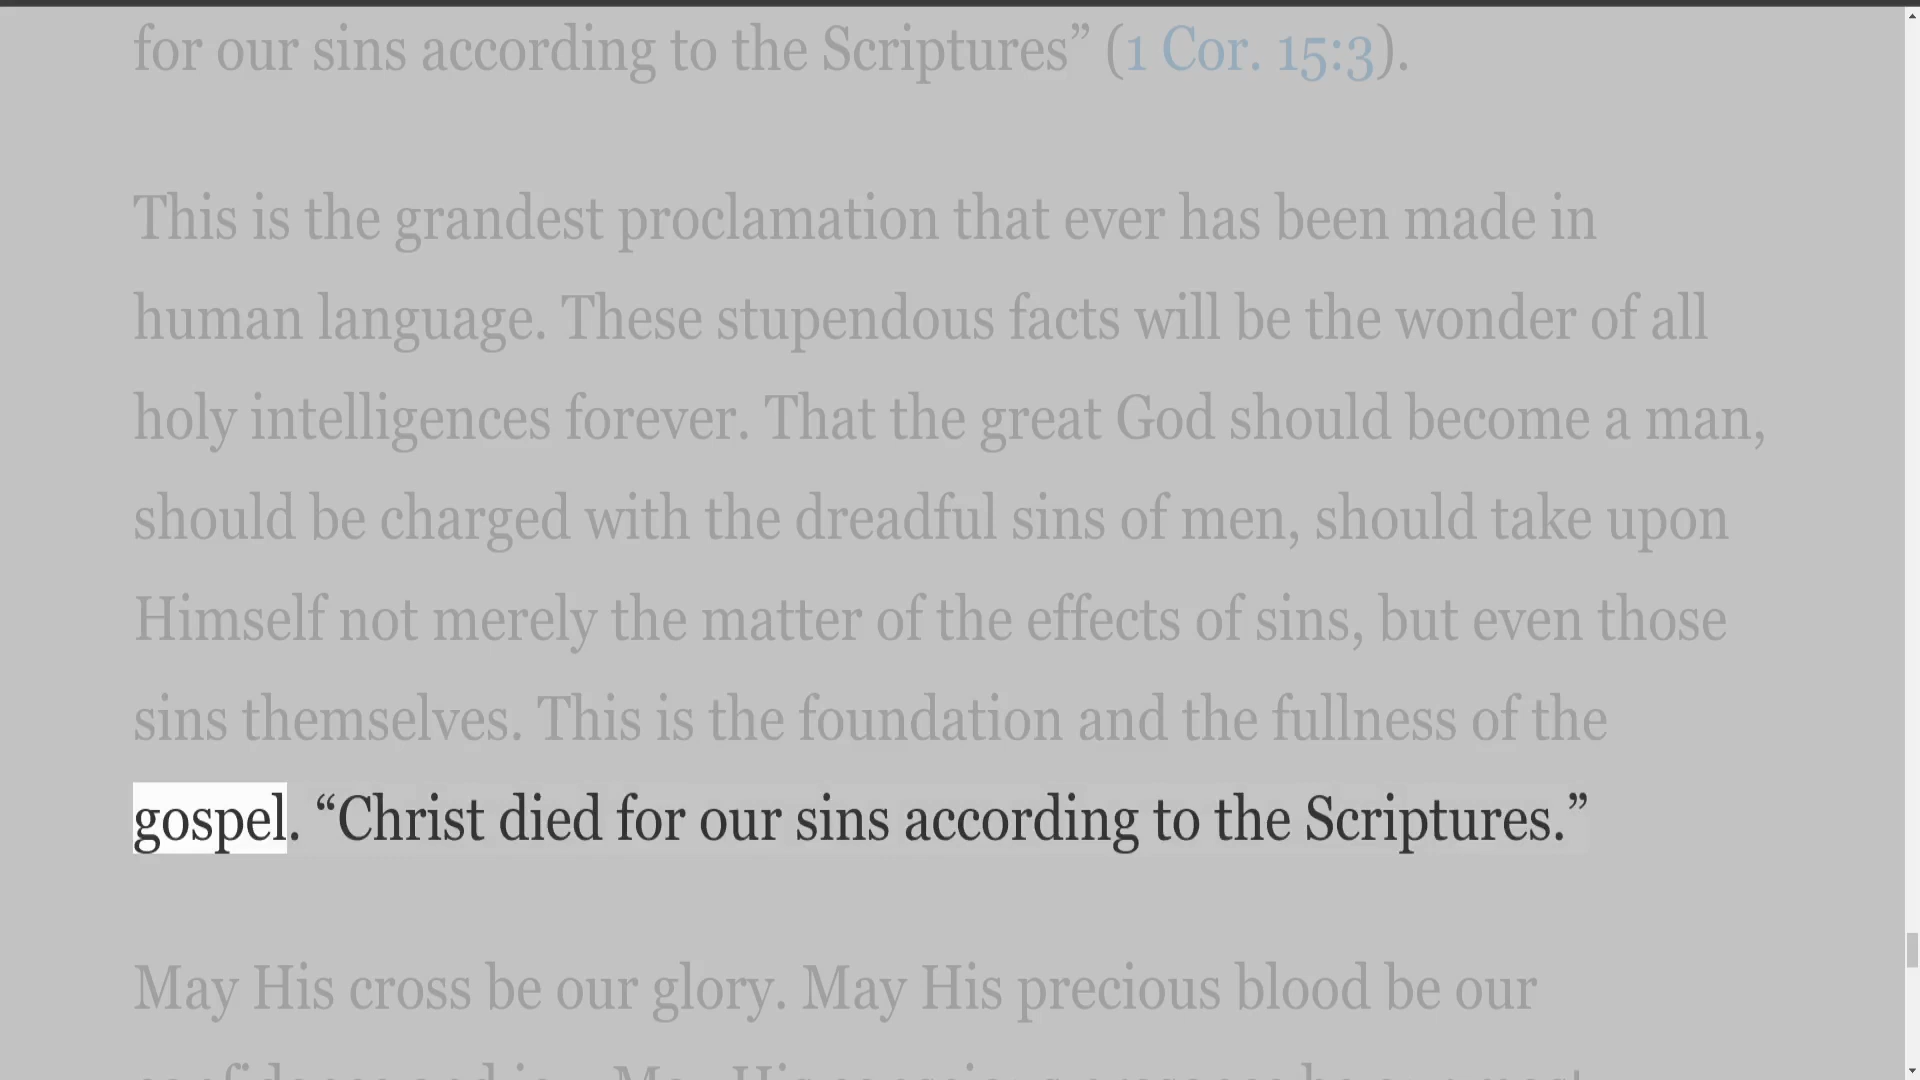 for our sins according to the Scriptures” (1 Cor. 15:3).
This is the grandest proclamation that ever has been made in
human language. These stupendous facts will be the wonder of all
holy intelligences forever. That the great God should become a man,
should be charged with the dreadful sins of men, should take upon
Himself not merely the matter of the effects of sins, but even those
sins themselves. This is the foundation and the fullness of the
gospel. “Christ died for our sins according to the Scriptures.”
May His cross be our glory. May His precious blood be our